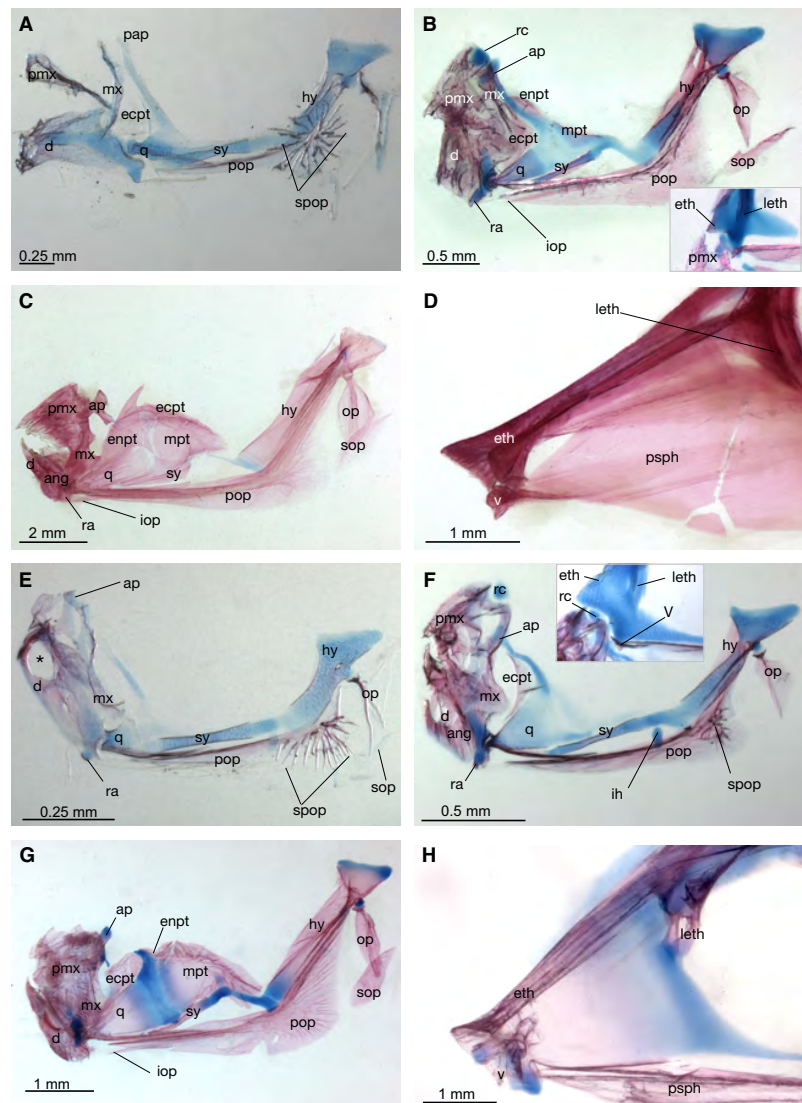 A
pap
pmx
mx
hy
ecpt
d
q
sy
pop
spop
0.25 mm
B
rc
ap
pmx
mx
enpt
hy
op
ecpt
mpt
d
q
sy
pop
sop
ra
iop
eth
leth
pmx
0.5 mm
C
pmx
ap
ecpt
hy
op
enpt
mpt
sop
d
mx
ang
q
sy
pop
ra
iop
2 mm
D
leth
eth
psph
v
1 mm
E
ap
*
d
hy
mx
op
q
sy
pop
ra
sop
spop
0.25 mm
F
eth
leth
rc
V
rc
pmx
ap
hy
op
ecpt
mx
d
ang
q
sy
pop
ra
ih
spop
0.5 mm
G
ap
enpt
hy
op
pmx
ecpt
mpt
sop
mx
q
sy
pop
d
iop
1 mm
H
leth
eth
v
psph
1 mm